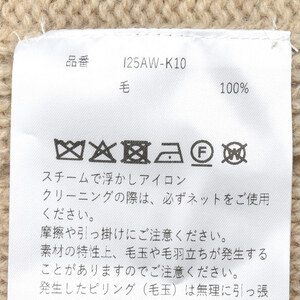 品番 I25AW-K10
毛 100%
スチームで浮かしアイロン
クリーニングの際は、必ずネットをご使用
ください。
摩擦や引っ掛けにご注意ください。
素材の特性上、毛玉や毛羽立ちが発生する
ことがありますのでご注意ください。
発生したピリング（毛玉）は無理に引っ張